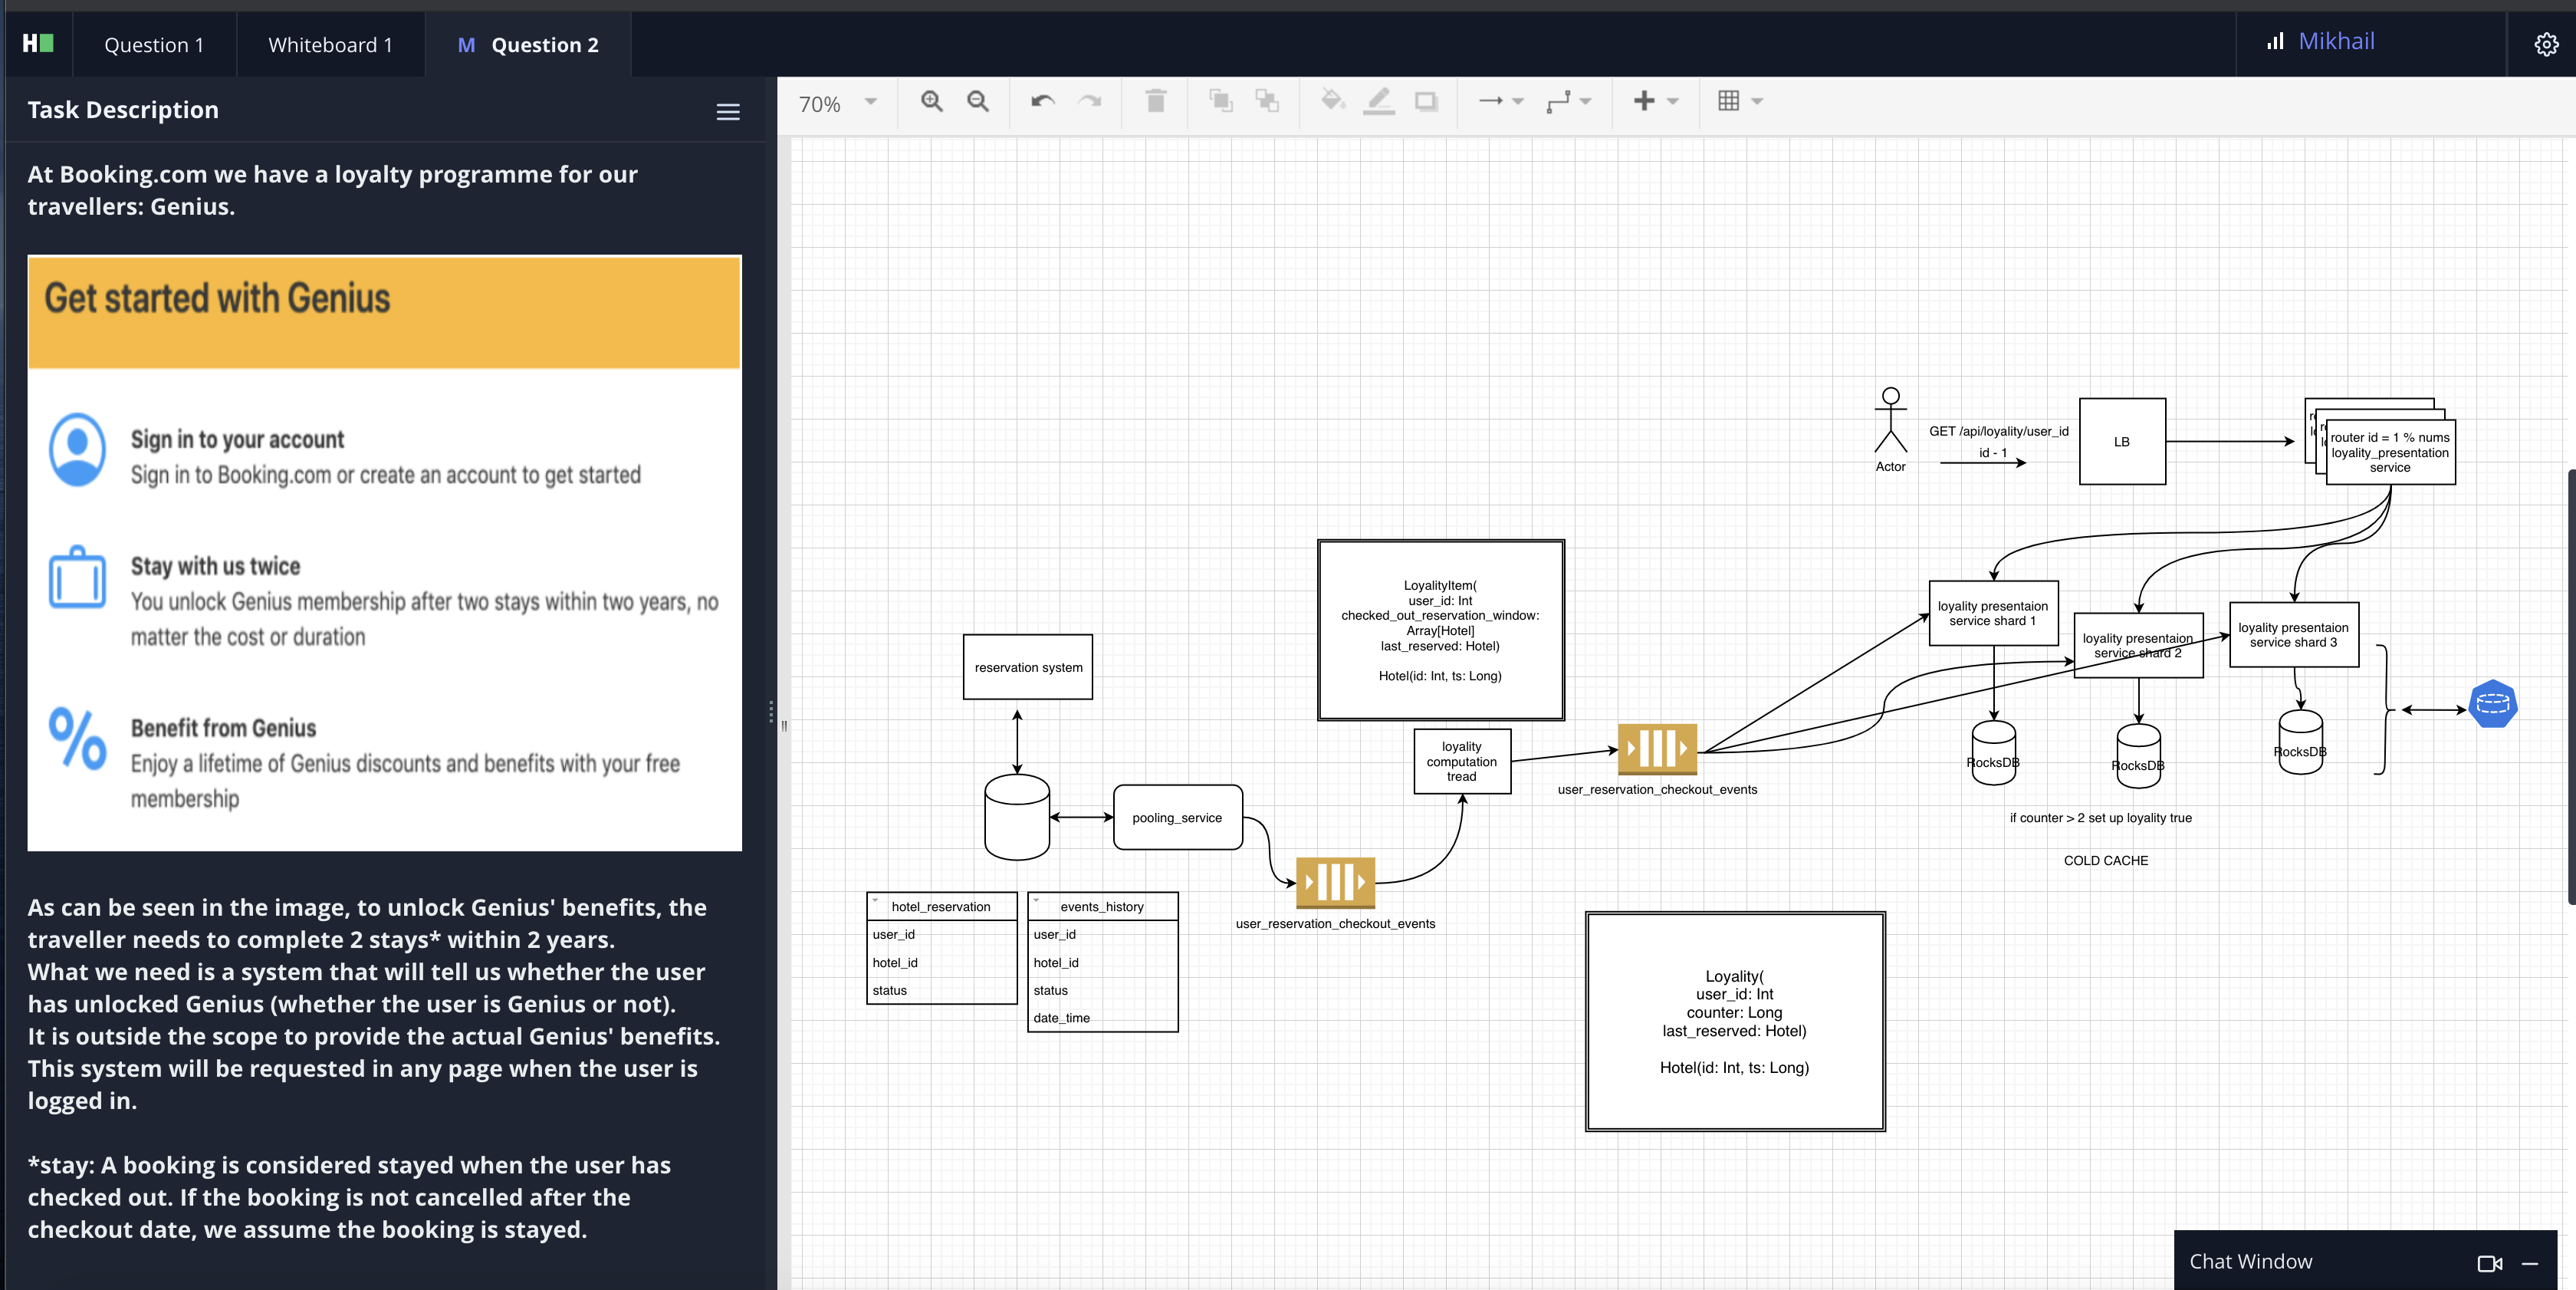 H
Question 1
Whiteboard 1
M Question 2
Mikhail
Task Description
At Booking.com we have a loyalty programme for our
travellers: Genius.
Get started with Genius
Sign in to your account
Sign in to Booking.com or create an account to get started
Stay with us twice
You unlock Genius membership after two stays within two years, no
matter the cost or duration
%
Benefit from Genius
Enjoy a lifetime of Genius discounts and benefits with your free
membership
As can be seen in the image, to unlock Genius' benefits, the
traveller needs to complete 2 stays* within 2 years.
What we need is a system that will tell us whether the user
has unlocked Genius (whether the user is Genius or not).
It is outside the scope to provide the actual Genius' benefits.
This system will be requested in any page when the user is
logged in.
*stay: A booking is considered stayed when the user has
checked out. If the booking is not cancelled after the
checkout date, we assume the booking is stayed.
70%
Actor
GET /api/loyality/user_id
id - 1
LB
router id = 1 % nums
loyality_presentation
service
LoyalityItem(
user_id: Int
checked_out_reservation_window:
Array[Hotel]
last_reserved: Hotel)
Hotel(id: Int, ts: Long)
loyality presentaion
service shard 1
loyality presentaion
service shard 2
loyality presentaion
service shard 3
reservation system
loyality
computation
tread
user_reservation_checkout_events
RocksDB
RocksDB
RocksDB
pooling_service
if counter > 2 set up loyality true
COLD CACHE
user_reservation_checkout_events
hotel_reservation
user_id
hotel_id
status
events_history
user_id
hotel_id
status
date_time
Loyality(
user_id: Int
counter: Long
last_reserved: Hotel)
Hotel(id: Int, ts: Long)
Chat Window